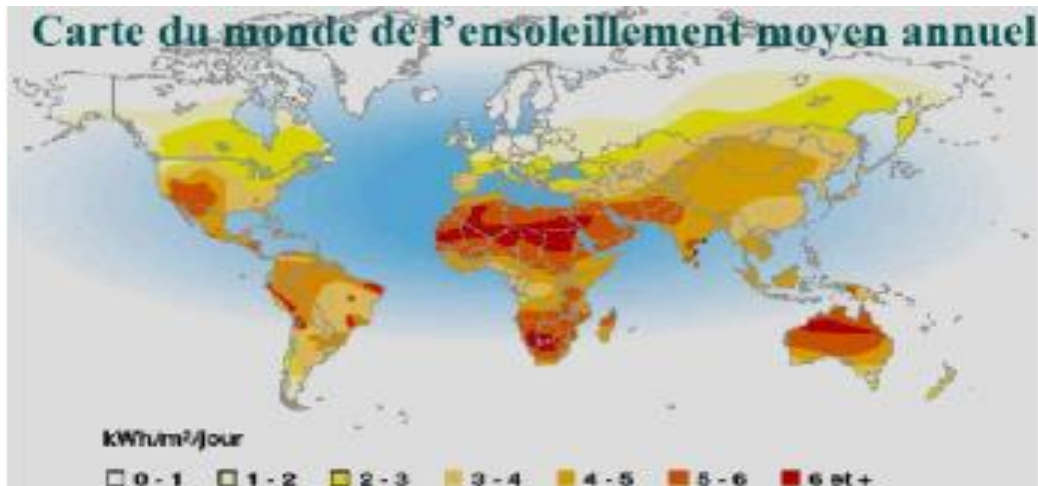 Carte du monde de l'ensoleillement moyen annuel
kWh/m²/jour
0 - 1 1 - 2 2 - 3 3 - 4 4 - 5 5 - 6 6 et +